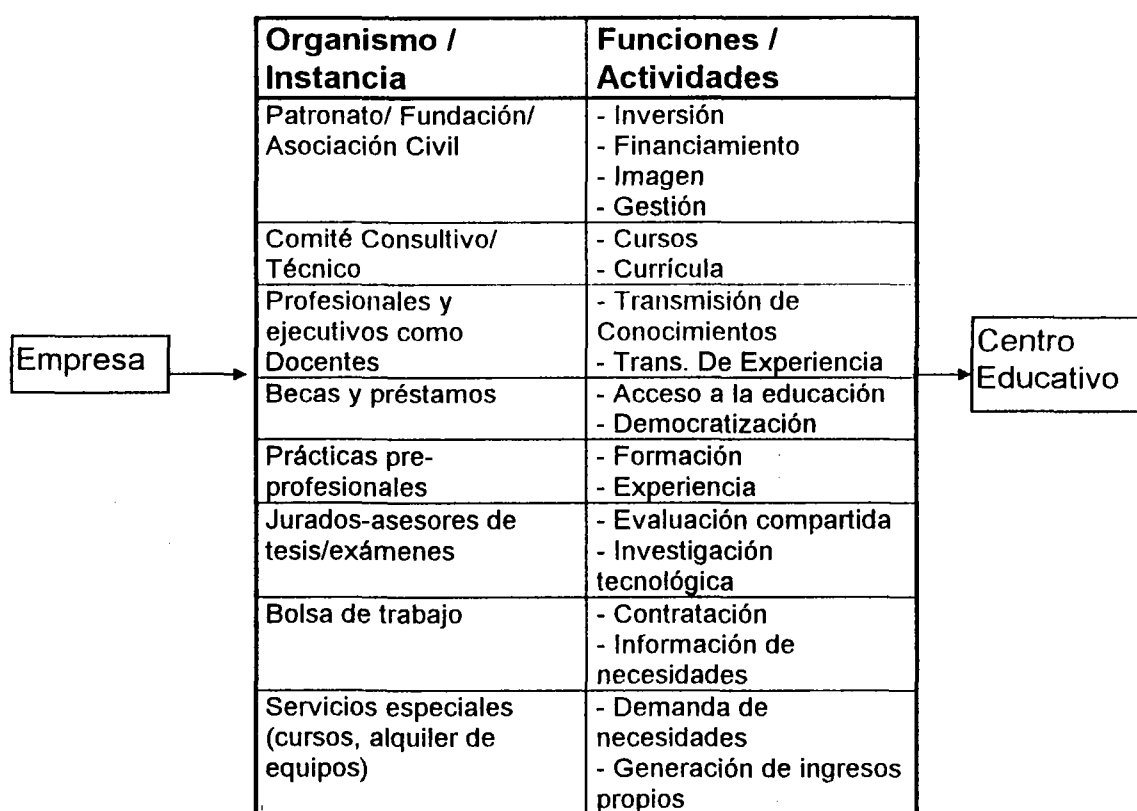 Organismo /
Instancia
Funciones /
Actividades
Patronato/ Fundación/
Asociación Civil
- Inversión
- Financiamiento
- Imagen
- Gestión
Comité Consultivo/
Técnico
- Cursos
- Currícula
Profesionales y
ejecutivos como
Docentes
- Transmisión de
Conocimientos
- Trans. De Experiencia
Becas y préstamos
- Acceso a la educación
- Democratización
Prácticas pre-
profesionales
- Formación
- Experiencia
Jurados-asesores de
tesis/exámenes
- Evaluación compartida
- Investigación
tecnológica
Bolsa de trabajo
- Contratación
- Información de
necesidades
Servicios especiales
(cursos, alquiler de
equipos)
- Demanda de
necesidades
- Generación de ingresos
propios
Empresa
Centro
Educativo